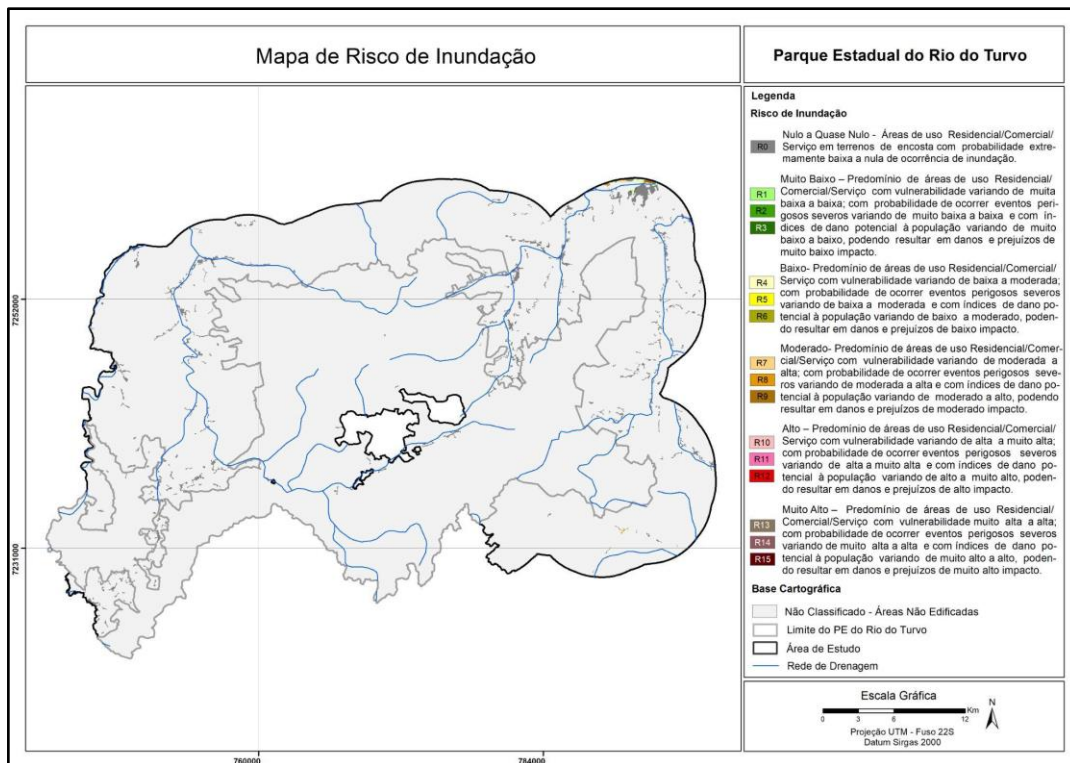 Mapa de Risco de Inundação
Parque Estadual do Rio do Turvo
Legenda
Risco de Inundação
R0
Nulo a Quase Nulo - Áreas de uso Residencial/Comercial/
Serviço em terrenos de encosta com probabilidade extre-
mamente baixa a nula de ocorrência de inundação.
R1
R2
R3
Muito Baixo – Predomínio de áreas de uso Residencial/
Comercial/Serviço com vulnerabilidade variando de muita
baixa a baixa; com probabilidade de ocorrer eventos peri-
gosos severos variando de muito baixa a baixa e com ín-
dices de dano potencial à população variando de muito
baixo a baixo, podendo resultar em danos e prejuízos de
muito baixo impacto.
R4
R5
R6
Baixo- Predomínio de áreas de uso Residencial/Comercial/
Serviço com vulnerabilidade variando de baixa a moderada;
com probabilidade de ocorrer eventos perigosos severos
variando de baixa a moderada e com índices de dano po-
tencial à população variando de baixo a moderado, poden-
do resultar em danos e prejuízos de baixo impacto.
R7
R8
R9
Moderado- Predomínio de áreas de uso Residencial/Comer-
cial/Serviço com vulnerabilidade variando de moderada a
alta; com probabilidade de ocorrer eventos perigosos seve-
ros variando de moderada a alta e com índices de dano po-
tencial à população variando de moderado a alto, podendo
resultar em danos e prejuízos de moderado impacto.
R10
R11
R12
Alto – Predomínio de áreas de uso Residencial/Comercial/
Serviço com vulnerabilidade variando de alta a muito alta;
com probabilidade de ocorrer eventos perigosos severos
variando de alta a muito alta e com índices de dano po-
tencial à população variando de alto a muito alto, poden-
do resultar em danos e prejuízos de alto impacto.
R13
R14
R15
Muito Alto – Predomínio de áreas de uso Residencial/
Comercial/Serviço com vulnerabilidade muito alta a alta;
com probabilidade de ocorrer eventos perigosos severos
variando de muito alta a alta e com índices de dano po-
tencial à população variando de muito alto a alto, poden-
do resultar em danos e prejuízos de muito alto impacto.
Base Cartográfica
Não Classificado - Áreas Não Edificadas
Limite do PE do Rio do Turvo
Área de Estudo
Rede de Drenagem
Escala Gráfica
Km
0 3 6 12
N
Projeção UTM - Fuso 22S
Datum Sirgas 2000
7252000
7231000
760000
784000